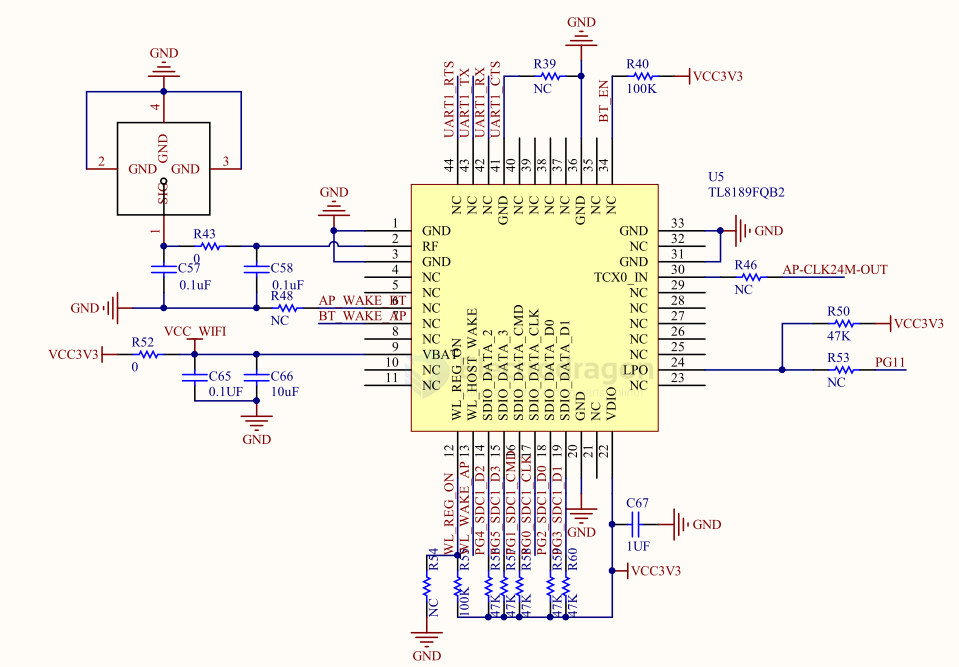 GND
GND
R39
NC
R40
100K
VCC3V3
UART1_RTS
UART1_TX
UART1_RX
UART1_CTS
BT_EN
4
GND
2
GND
GND
3
SIG
1
44
43
42
41
40
39
38
37
36
35
34
U5
TL8189FQB2
NC
NC
NC
GND
NC
NC
NC
NC
GND
NC
NC
GND
1
GND
2
RF
3
GND
4
NC
5
NC
6
NC
7
NC
8
NC
9
VBAT
10
NC
11
NC
GND
33
NC
32
GND
31
TCX0_IN
30
NC
29
NC
28
NC
27
NC
26
NC
25
LPO
24
NC
23
GND
R46
NC
AP-CLK24M-OUT
R43
0
C57
0.1uF
C58
0.1uF
GND
R48
NC
AP_WAKE_BT
BT_WAKE_AP
VCC_WIFI
VCC3V3
R52
0
C65
0.1UF
C66
10uF
GND
R50
47K
VCC3V3
R53
NC
PG11
WL_REG_ON
WL_HOST_WAKE
SDIO_DATA_2
SDIO_DATA_3
SDIO_DATA_CMD
SDIO_DATA_CLK
SDIO_DATA_D0
SDIO_DATA_D1
GND
NC
VDIO
12
13
14
15
16
17
18
19
20
21
22
WL_REG_ON
WL_WAKE_AP
PG4_SDC1_D2
PG5_SDC1_D3
PG1_SDC1_CMD
PG0_SDC1_CLK
PG2_SDC1_D0
PG3_SDC1_D1
GND
C67
1UF
GND
VCC3V3
R54
NC
100K
47K
47K
47K
47K
R60
47K
GND